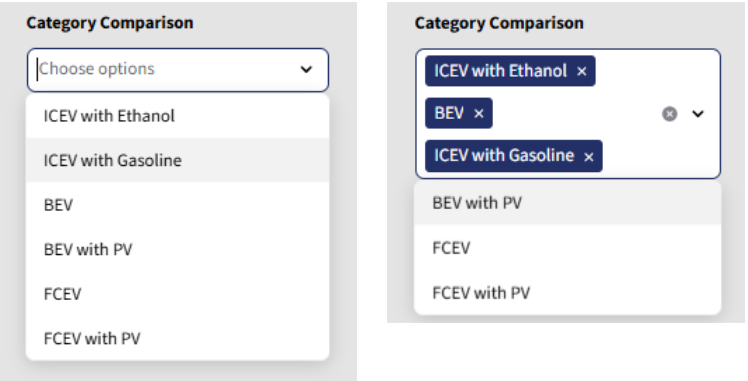 Category Comparison
Choose options
ICEV with Ethanol
ICEV with Gasoline
BEV
BEV with PV
FCEV
FCEV with PV
Category Comparison
ICEV with Ethanol ×
BEV ×
ICEV with Gasoline ×
BEV with PV
FCEV
FCEV with PV